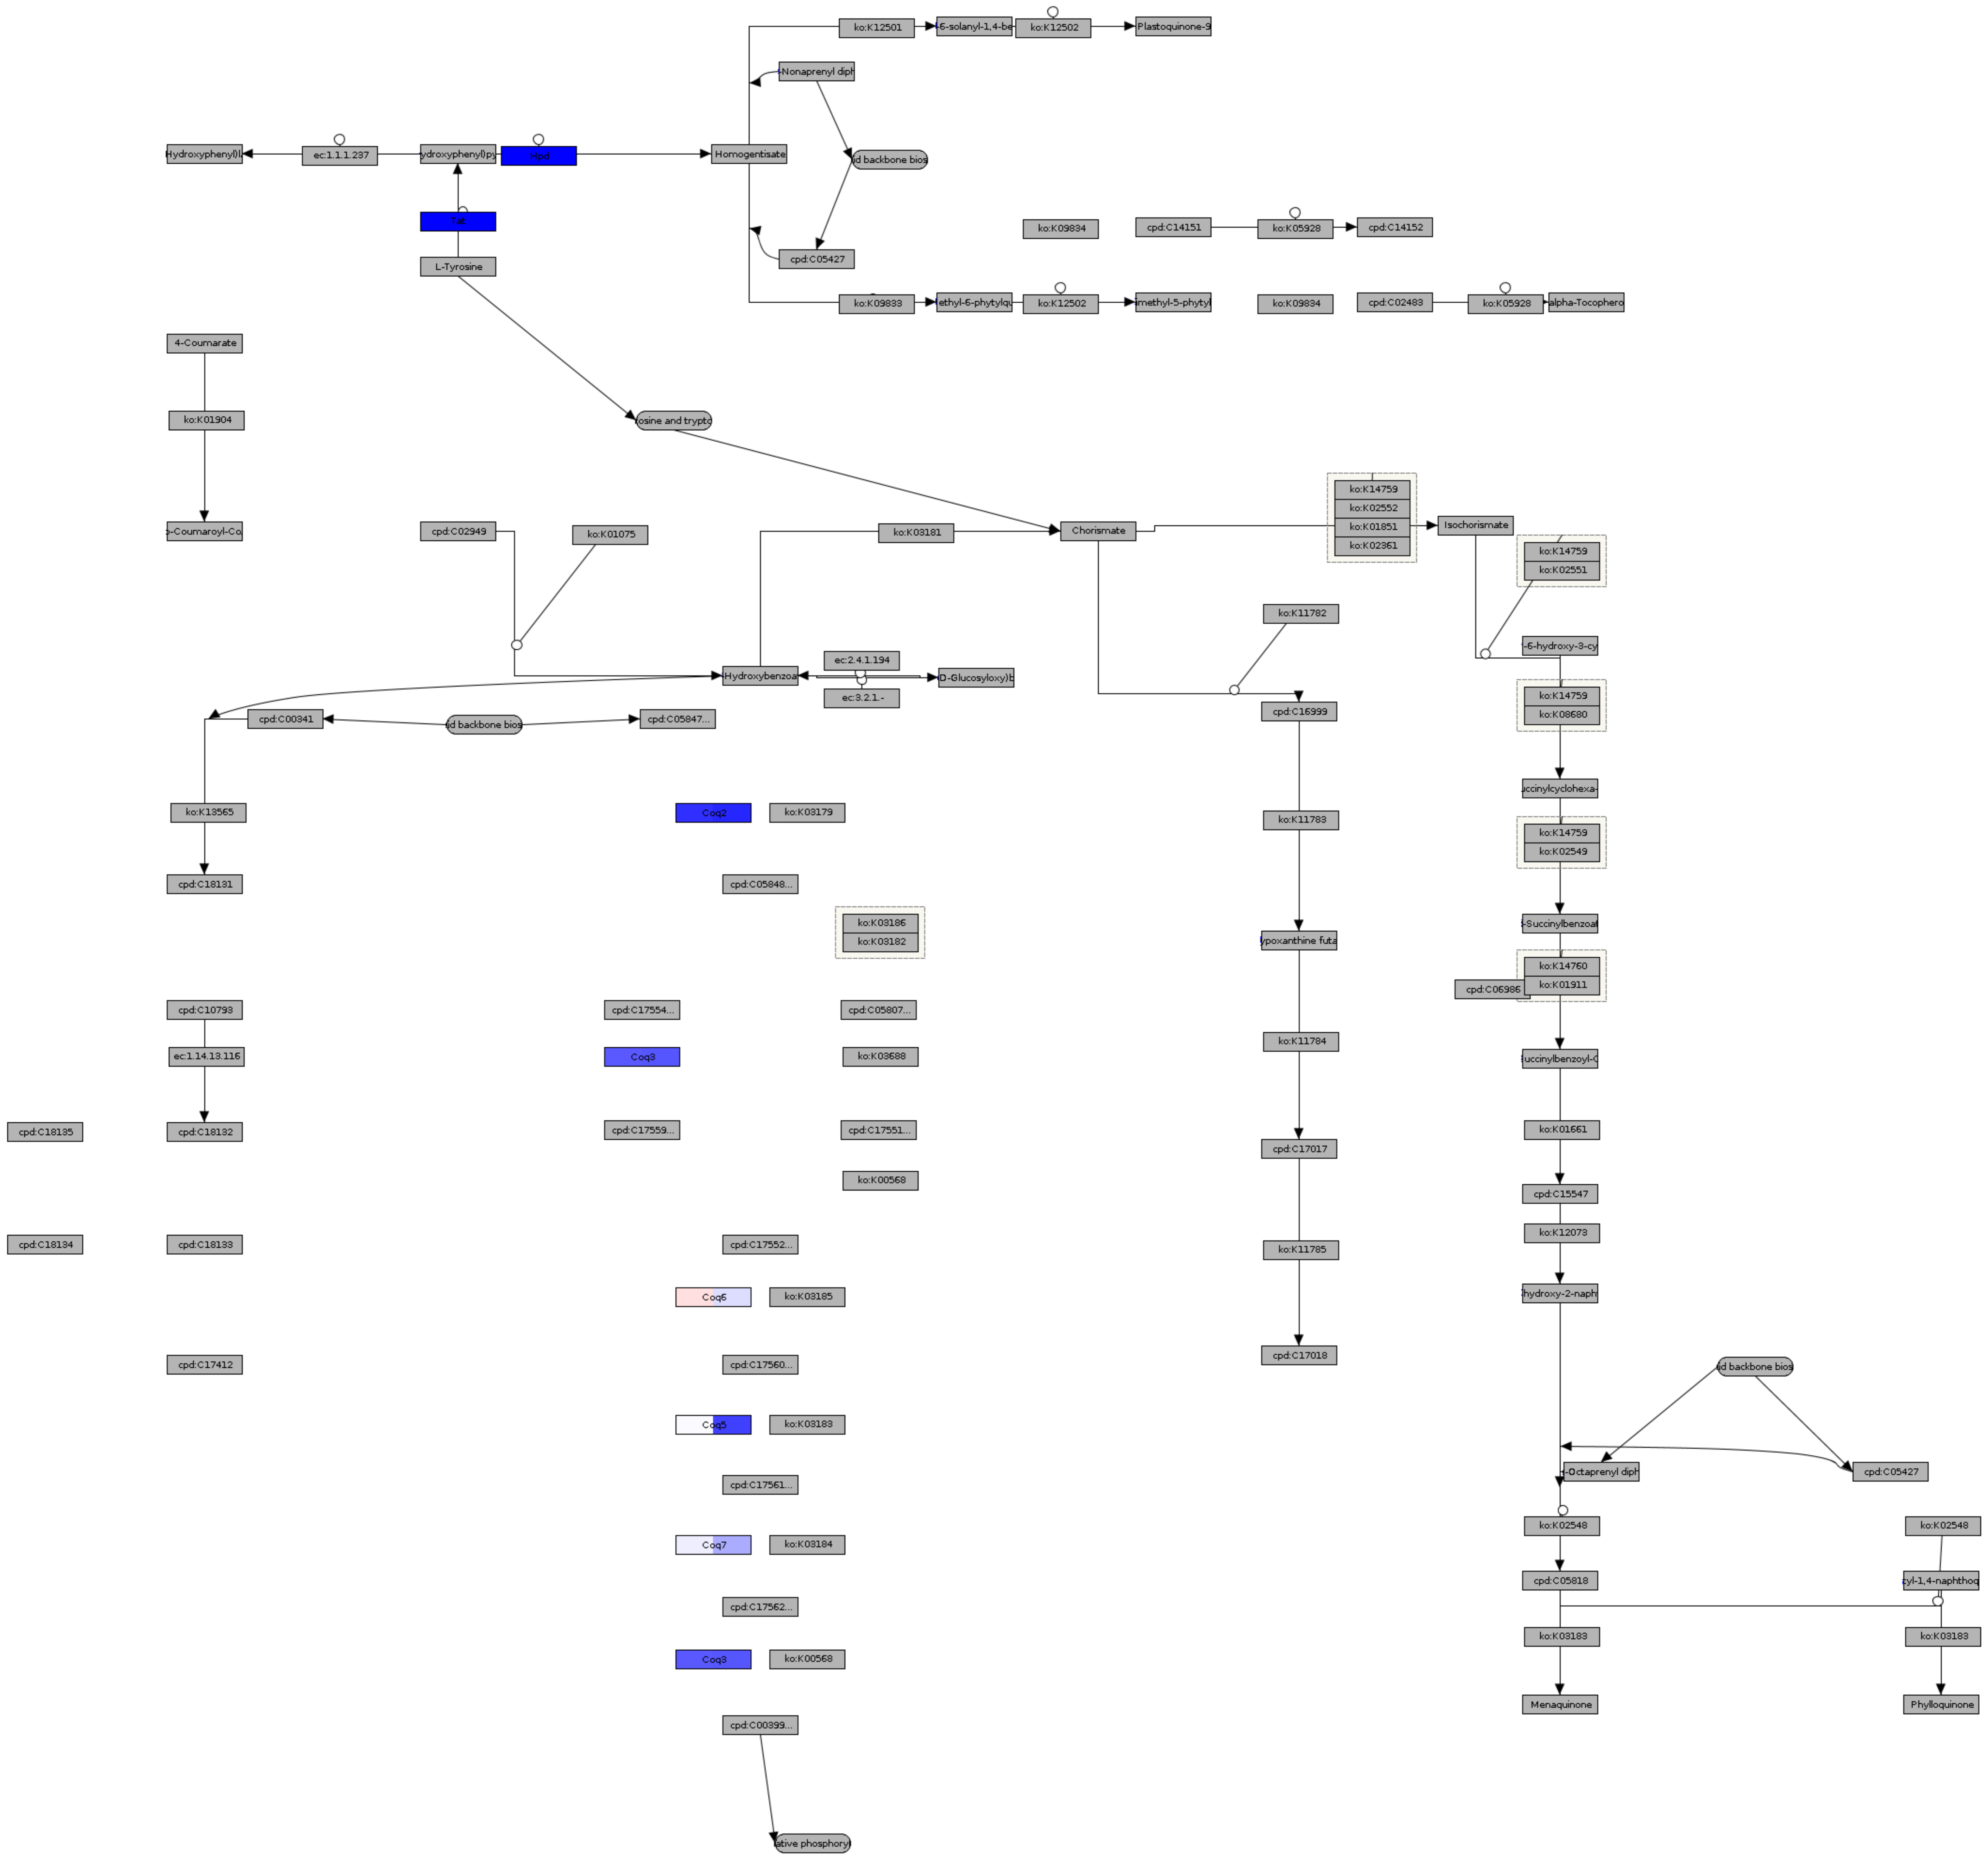 ko:K12501
-6-solanyl-1,4-be
ko:K12502
Plastoquinone-9
-Nonaprenyl diph
Hydroxyphenyl)l
ec:1.1.1.237
ydroxyphenyl)py
Hpd
Homogentisate
id backbone bios
Tat
ko:K09834
cpd:C14151
ko:K05928
cpd:C14152
cpd:C05427
L-Tyrosine
ko:K09833
ethyl-6-phytylqu
ko:K12502
imethyl-5-phytyl
ko:K09834
cpd:C02483
ko:K05928
alpha-Tocophero
4-Coumarate
ko:K01904
osine and trypto
ko:K14759
ko:K02552
ko:K01851
ko:K02361
p-Coumaroyl-Co
cpd:C02949
ko:K01075
ko:K03181
Chorismate
Isochorismate
ko:K14759
ko:K02551
ko:K11782
-6-hydroxy-3-cy
ec:2.4.1.194
Hydroxybenzoat
D-Glucosyloxy)b
ec:3.2.1.-
ko:K14759
ko:K08680
cpd:C00341
id backbone bios
cpd:C05847...
cpd:C16999
uccinylcyclohexa-
ko:K13565
Coq2
ko:K03179
ko:K11783
ko:K14759
ko:K02549
cpd:C18131
cpd:C05848...
ko:K03186
ko:K03182
ypoxanthine futa
-Succinylbenzoat
ko:K14760
ko:K01911
cpd:C06986
cpd:C10793
cpd:C17554...
cpd:C05807...
ec:1.14.13.116
Coq3
ko:K03688
ko:K11784
uccinylbenzoyl-C
cpd:C18135
cpd:C18132
cpd:C17559...
cpd:C17551...
cpd:C17017
ko:K01661
ko:K00568
cpd:C15547
cpd:C18134
cpd:C18133
cpd:C17552...
ko:K11785
ko:K12073
Coq6
ko:K03185
hydroxy-2-naph
cpd:C17412
cpd:C17560...
cpd:C17018
id backbone bios
Coq5
ko:K03183
cpd:C17561...
-Octaprenyl diph
cpd:C05427
Coq7
ko:K03184
ko:K02548
ko:K02548
cpd:C05818
cyl-1,4-naphthoq
cpd:C17562...
ko:K03183
ko:K03183
Coq3
ko:K00568
Menaquinone
Phylloquinone
cpd:C00399...
ative phosphoryl